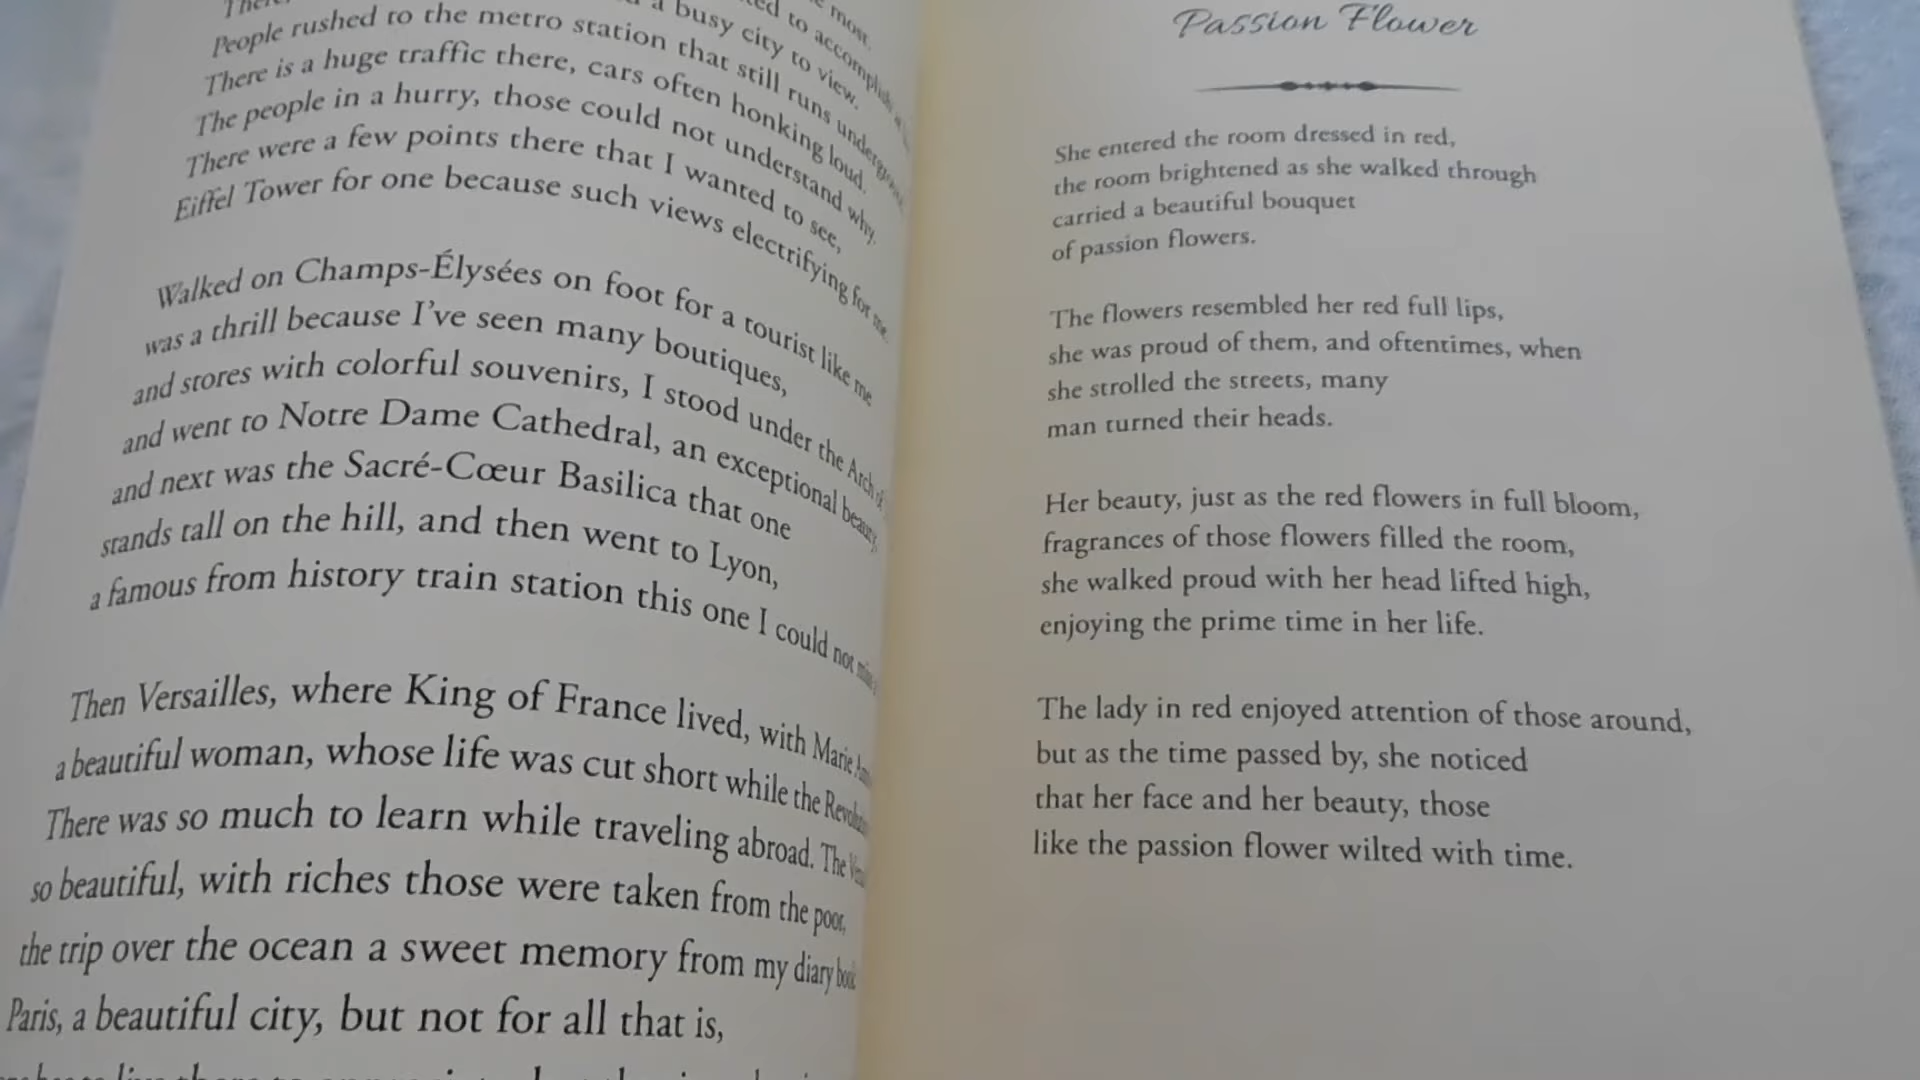 most.
to accomplish
a busy city to view.
People rushed to the metro station that still runs underground
There is a huge traffic there, cars often honking loud.
The people in a hurry, those could not understand why.
There were a few points there that I wanted to see,
Eiffel Tower for one because such views electrifying for me.
Walked on Champs-Élysées on foot for a tourist like me
was a thrill because I've seen many boutiques,
and stores with colorful souvenirs, I stood under the Arch of
and went to Notre Dame Cathedral, an exceptional beauty,
and next was the Sacré-Cœur Basilica that one
stands tall on the hill, and then went to Lyon,
a famous from history train station this one I could not miss
Then Versailles, where King of France lived, with Marie
a beautiful woman, whose life was cut short while the Revolution
There was so much to learn while traveling abroad. The
so beautiful, with riches those were taken from the poor,
the trip over the ocean a sweet memory from my diary book
Paris, a beautiful city, but not for all that is,
Passion Flower
She entered the room dressed in red,
the room brightened as she walked through
carried a beautiful bouquet
of passion flowers.
The flowers resembled her red full lips,
she was proud of them, and oftentimes, when
she strolled the streets, many
man turned their heads.
Her beauty, just as the red flowers in full bloom,
fragrances of those flowers filled the room,
she walked proud with her head lifted high,
enjoying the prime time in her life.
The lady in red enjoyed attention of those around,
but as the time passed by, she noticed
that her face and her beauty, those
like the passion flower wilted with time.